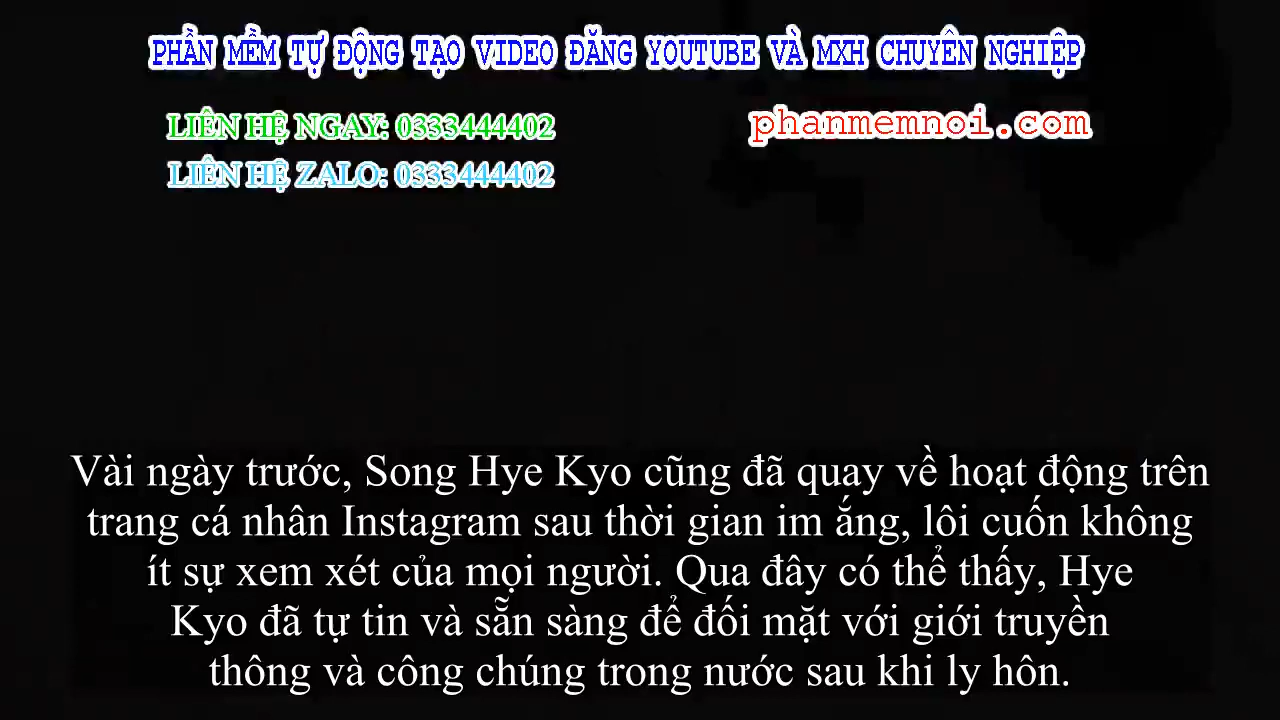 PHẦN MỀM TỰ ĐỘNG TẠO VIDEO ĐĂNG YOUTUBE VÀ MXH CHUYÊN NGHIỆP
LIÊN HỆ NGAY: 0333444402
phanmemnoi.com
LIÊN HỆ ZALO: 0333444402
Vài ngày trước, Song Hye Kyo cũng đã quay về hoạt động trên
trang cá nhân Instagram sau thời gian im ắng, lôi cuốn không
ít sự xem xét của mọi người. Qua đây có thể thấy, Hye
Kyo đã tự tin và sẵn sàng để đối mặt với giới truyền
thông và công chúng trong nước sau khi ly hôn.